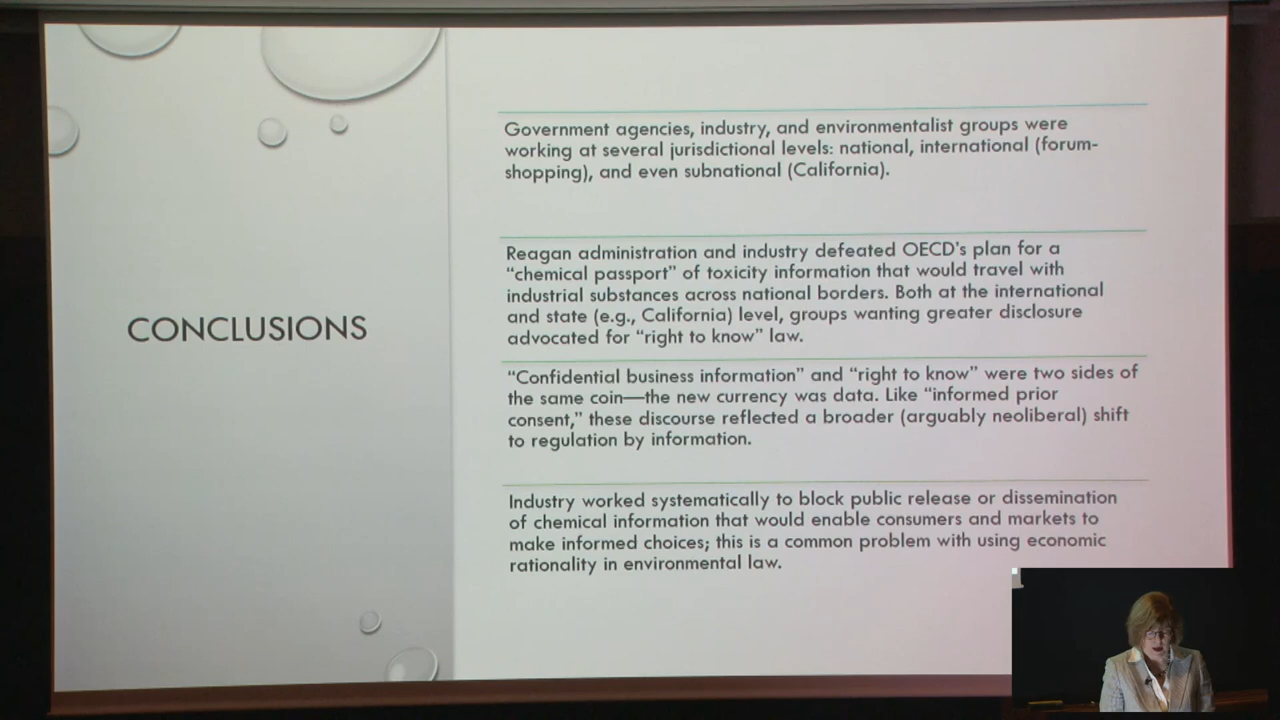 CONCLUSIONS
Government agencies, industry, and environmentalist groups were
working at several jurisdictional levels: national, international (forum-
shopping), and even subnational (California).
Reagan administration and industry defeated OECD's plan for a
“chemical passport” of toxicity information that would travel with
industrial substances across national borders. Both at the international
and state (e.g., California) level, groups wanting greater disclosure
advocated for “right to know” law.
“Confidential business information” and “right to know” were two sides of
the same coin—the new currency was data. Like “informed prior
consent,” these discourse reflected a broader (arguably neoliberal) shift
to regulation by information.
Industry worked systematically to block public release or dissemination
of chemical information that would enable consumers and markets to
make informed choices; this is a common problem with using economic
rationality in environmental law.